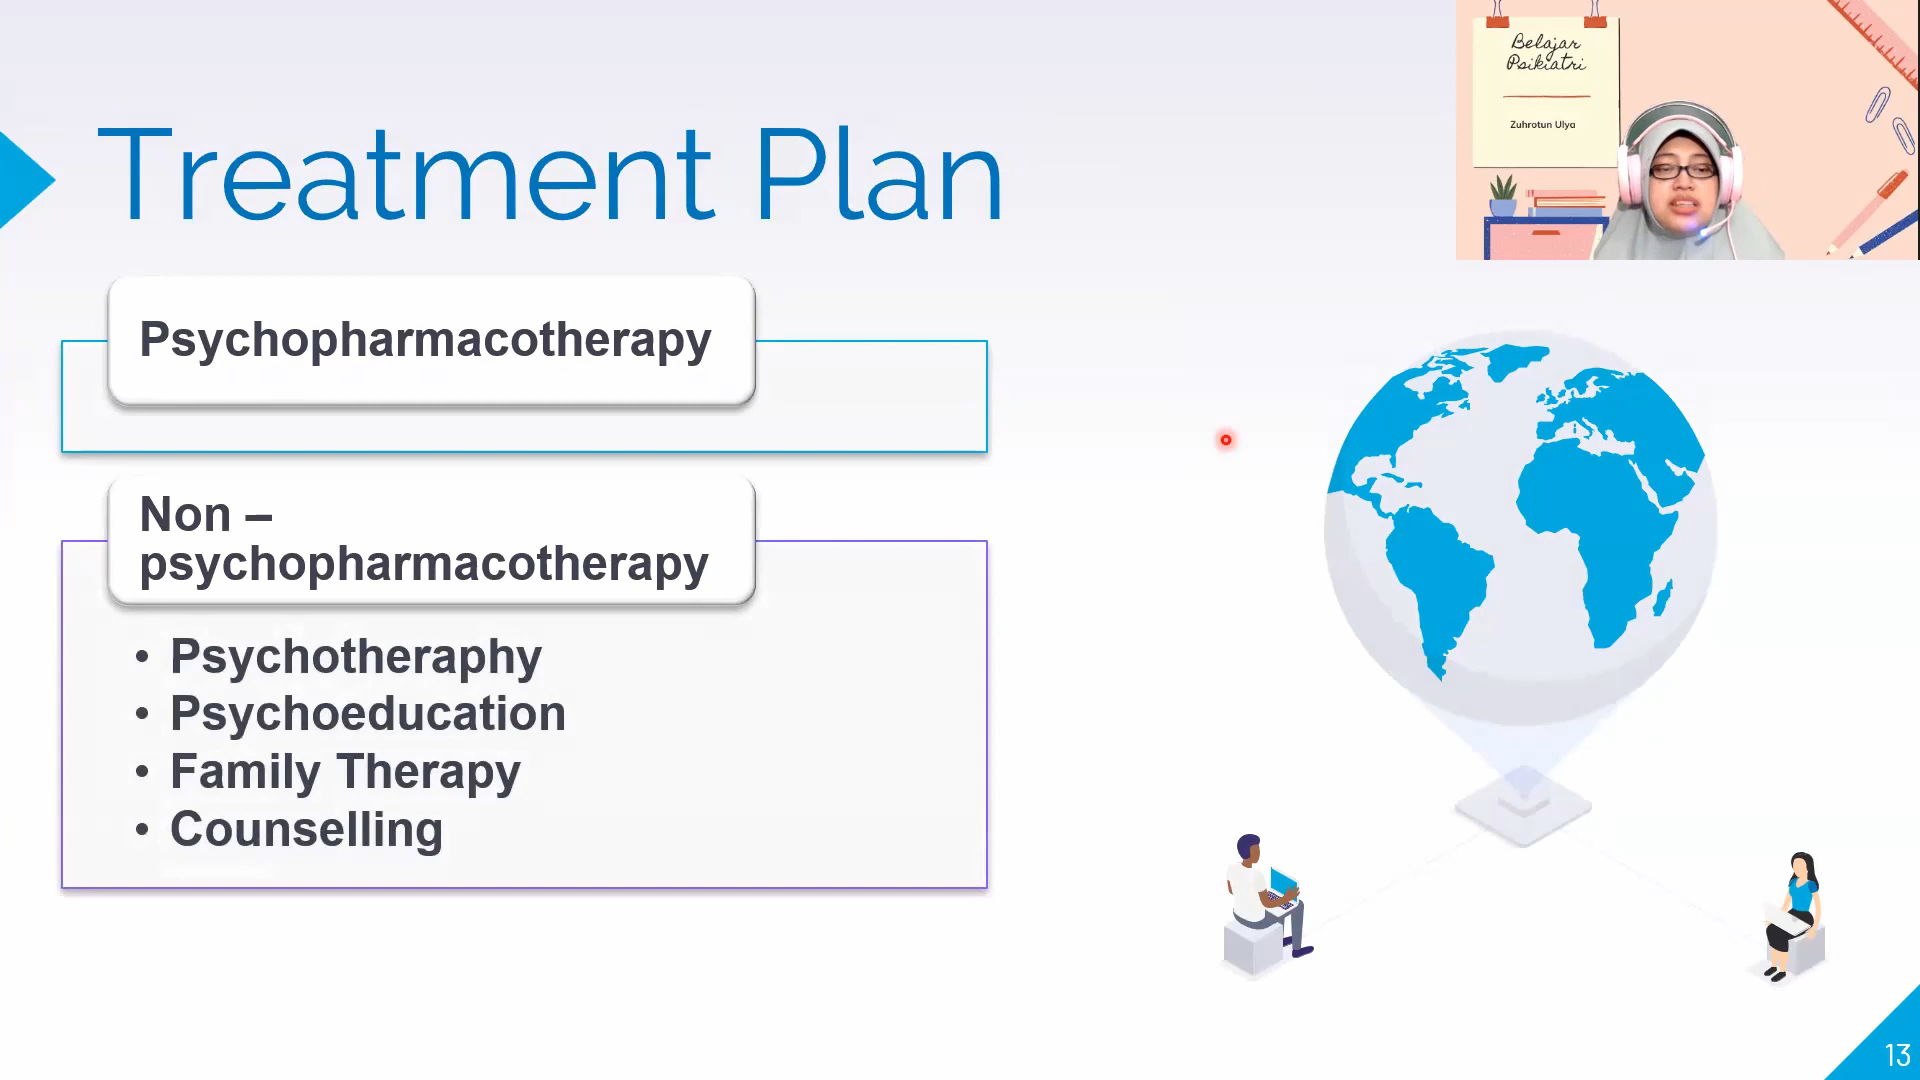 Treatment Plan
Psychopharmacotherapy
Non –
psychopharmacotherapy
• Psychotheraphy
• Psychoeducation
• Family Therapy
• Counselling
Belajar
Psikiatri
Zuhrotun Ulya
13